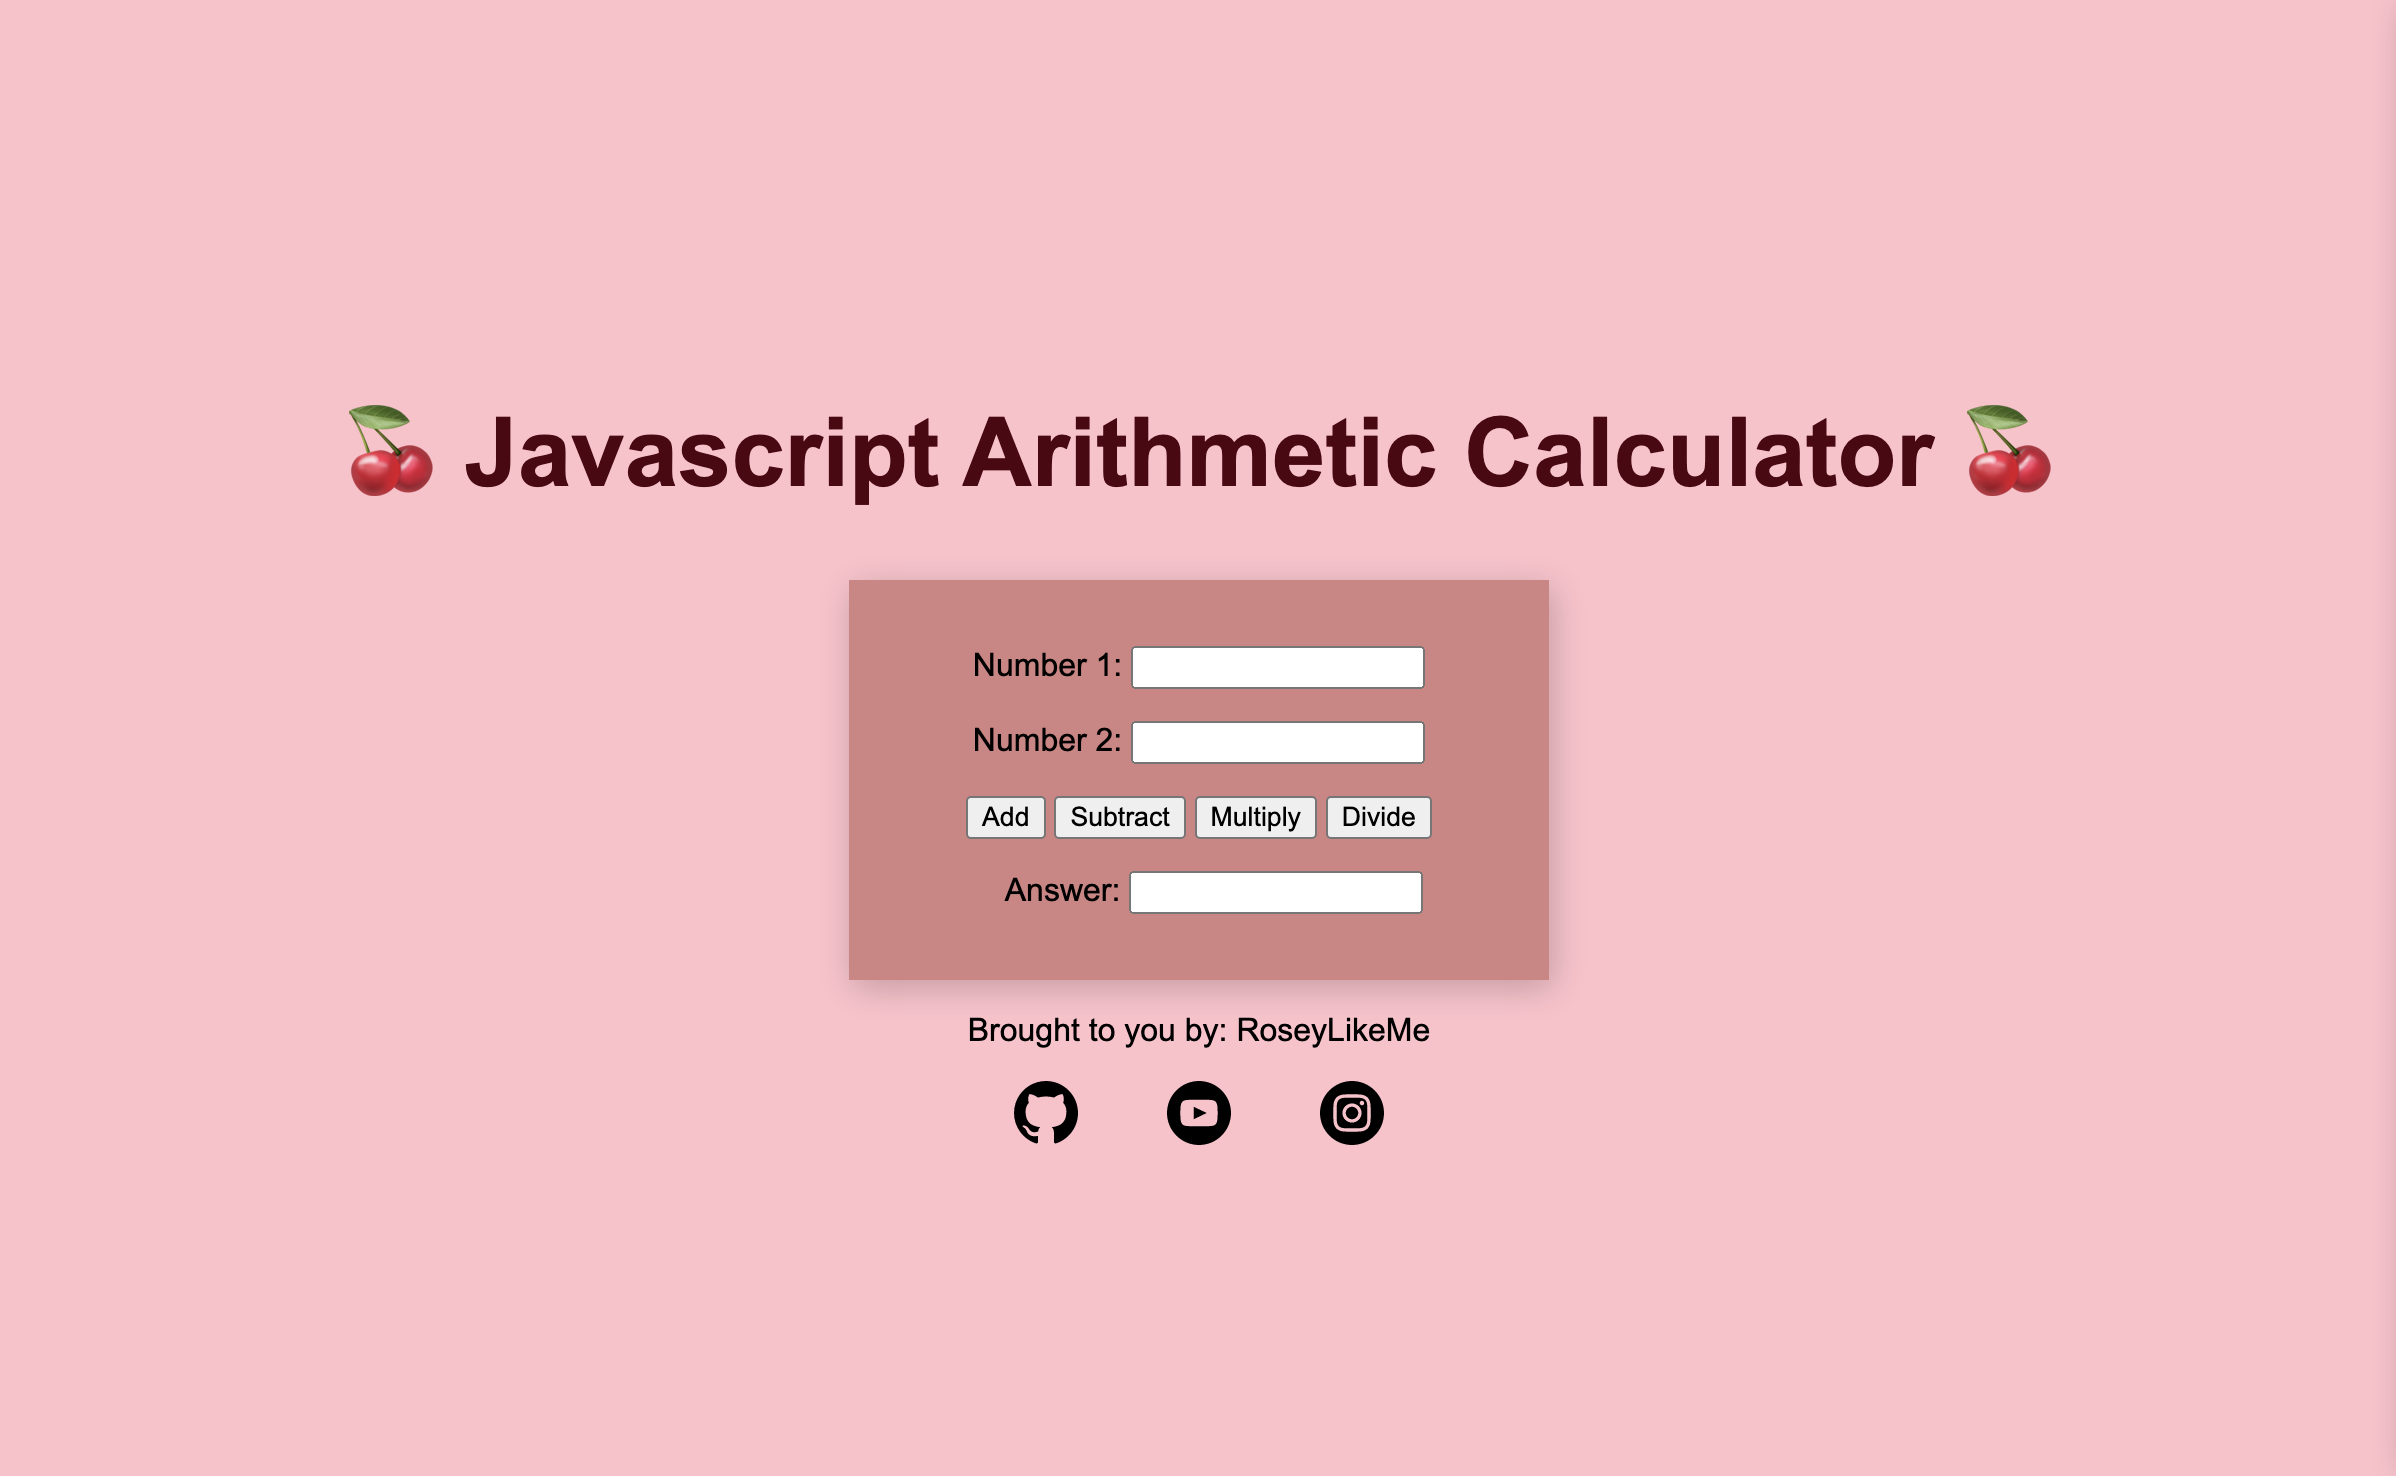 🍒 Javascript Arithmetic Calculator 🍒
Number 1:
Number 2:
Add Subtract Multiply Divide
Answer:
Brought to you by: RoseyLikeMe